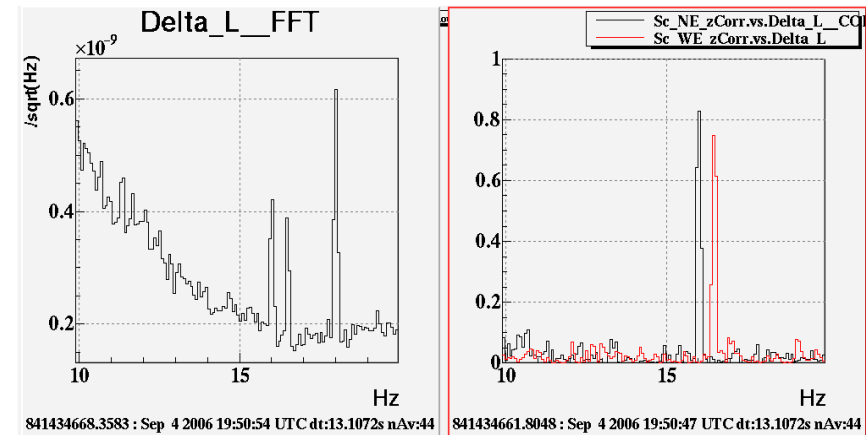 Delta_L__FFT
×10⁻⁹
/sqrt(Hz)
0.6
0.4
0.2
10
15
Hz
841434668.3583 : Sep 4 2006 19:50:54 UTC dt:13.1072s nAv:44
Sc_NE_zCorr.vs.Delta_L__CO
Sc_WE_zCorr.vs.Delta_L
1
0.8
0.6
0.4
0.2
0
10
15
Hz
841434661.8048 : Sep 4 2006 19:50:47 UTC dt:13.1072s nAv:44